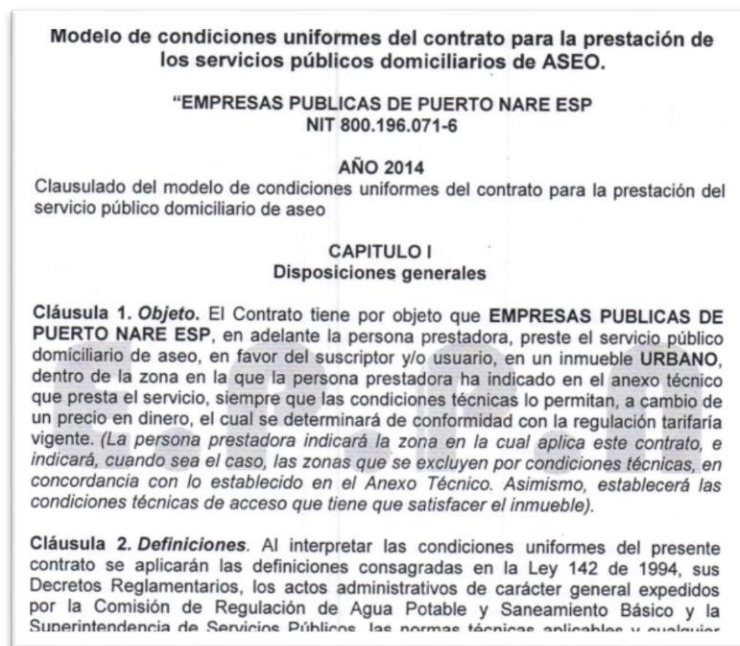 Modelo de condiciones uniformes del contrato para la prestación de
los servicios públicos domiciliarios de ASEO.
“EMPRESAS PUBLICAS DE PUERTO NARE ESP
NIT 800.196.071-6
AÑO 2014
Clausulado del modelo de condiciones uniformes del contrato para la prestación del
servicio público domiciliario de aseo
CAPITULO I
Disposiciones generales
Cláusula 1. Objeto. El Contrato tiene por objeto que EMPRESAS PUBLICAS DE
PUERTO NARE ESP, en adelante la persona prestadora, preste el servicio público
domiciliario de aseo, en favor del suscriptor y/o usuario, en un inmueble URBANO,
dentro de la zona en la que la persona prestadora ha indicado en el anexo técnico
que presta el servicio, siempre que las condiciones técnicas lo permitan, a cambio de
un precio en dinero, el cual se determinará de conformidad con la regulación tarifaría
vigente. (La persona prestadora indicará la zona en la cual aplica este contrato, e
indicará, cuando sea el caso, las zonas que se excluyen por condiciones técnicas, en
concordancia con lo establecido en el Anexo Técnico. Asimismo, establecerá las
condiciones técnicas de acceso que tiene que satisfacer el inmueble).
Cláusula 2. Definiciones. Al interpretar las condiciones uniformes del presente
contrato se aplicarán las definiciones consagradas en la Ley 142 de 1994, sus
Decretos Reglamentarios, los actos administrativos de carácter general expedidos
por la Comisión de Regulación de Agua Potable y Saneamiento Básico y la
Superintendencia de Servicios Públicos, las normas técnicas aplicables y cualquier